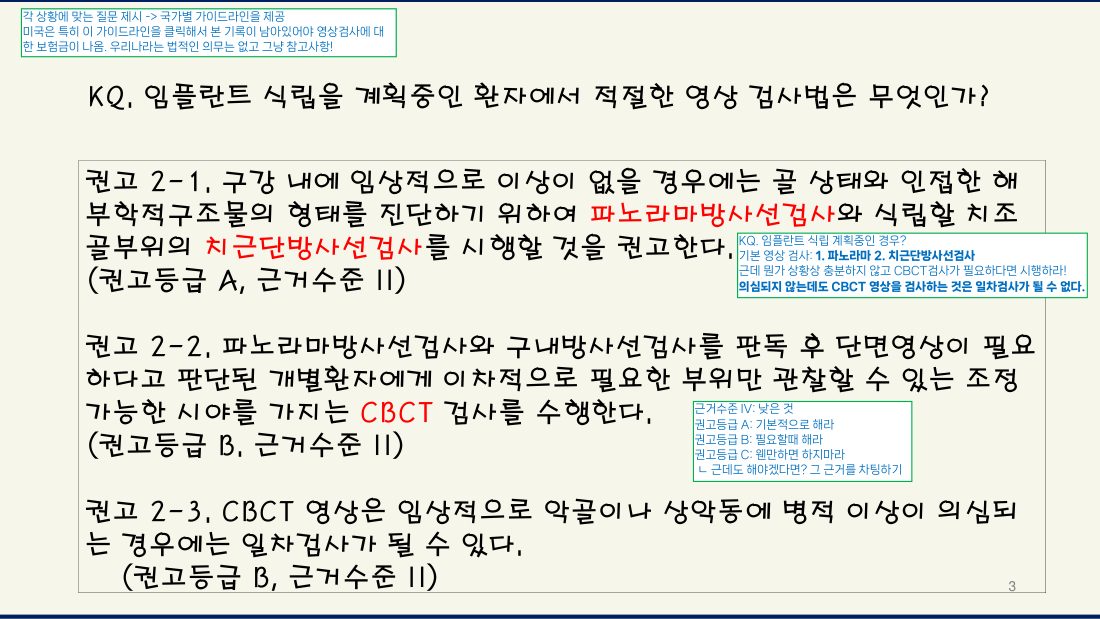 각 상황에 맞는 질문 제시 -> 국가별 가이드라인을 제공
미국은 특히 이 가이드라인을 클릭해서 본 기록이 남아있어야 영상검사에 대
한 보험금이 나옴. 우리나라는 법적인 의무는 없고 그냥 참고사항!
KQ. 임플란트 식립을 계획중인 환자에서 적절한 영상 검사법은 무엇인가?
권고 2-1. 구강 내에 임상적으로 이상이 없을 경우에는 골 상태와 인접한 해
부학적구조물의 형태를 진단하기 위하여 파노라마방사선검사와 식립할 치조
골부위의 치근단방사선검사를 시행할 것을 권고한다.
(권고등급 A, 근거수준 II)
KQ. 임플란트 식립 계획중인 경우?
기본 영상 검사: 1. 파노라마 2. 치근단방사선검사
근데 뭔가 상황상 충분하지 않고 CBCT검사가 필요하다면 시행하라!
의심되지 않는데도 CBCT 영상을 검사하는 것은 일차검사가 될 수 없다.
권고 2-2. 파노라마방사선검사와 구내방사선검사를 판독 후 단면영상이 필요
하다고 판단된 개별환자에게 이차적으로 필요한 부위만 관찰할 수 있는 조정
가능한 시야를 가지는 CBCT 검사를 수행한다.
(권고등급 B, 근거수준 II)
근거수준 IV: 낮은 것
권고등급 A: 기본적으로 해라
권고등급 B: 필요할때 해라
권고등급 C: 웬만하면 하지마라
ㄴ 근데도 해야겠다면? 그 근거를 차팅하기
권고 2-3. CBCT 영상은 임상적으로 악골이나 상악동에 병적 이상이 의심되
는 경우에는 일차검사가 될 수 있다.
(권고등급 B, 근거수준 II)
3